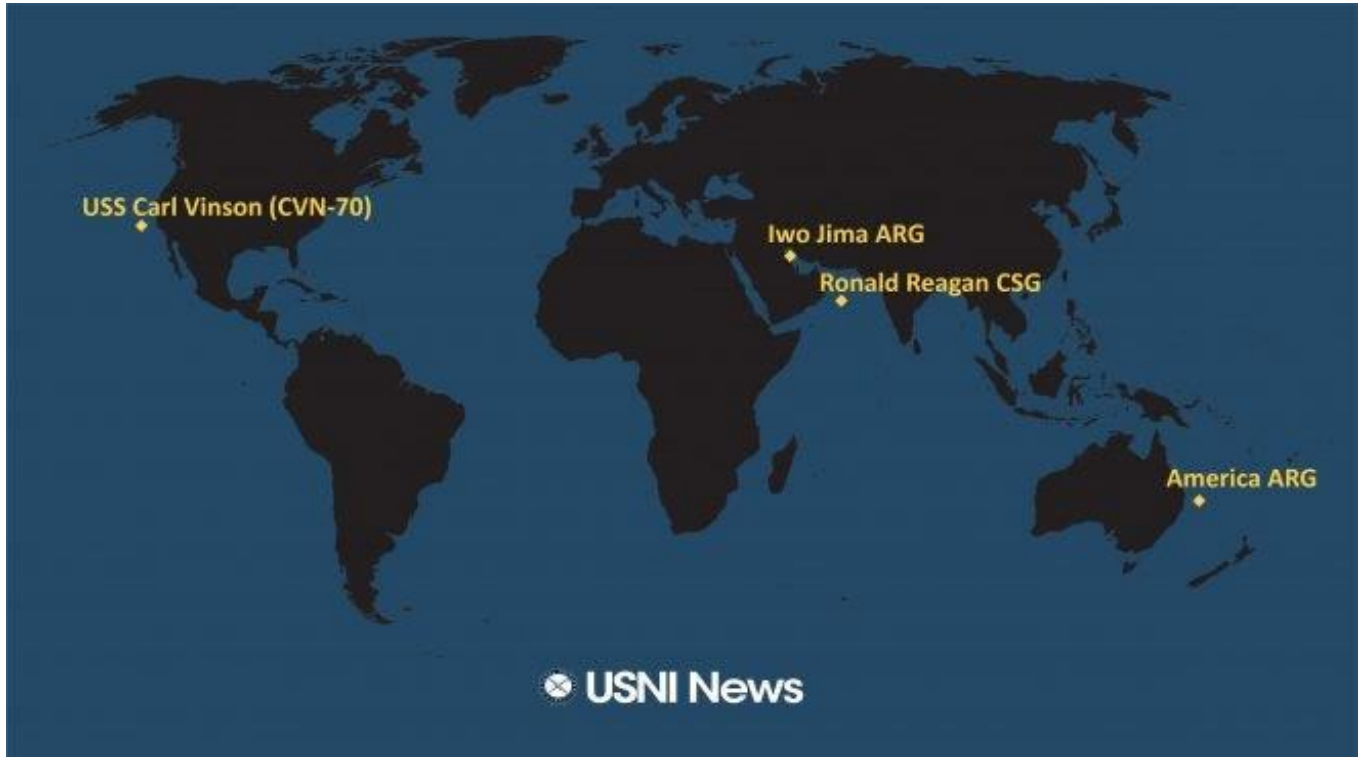 USS Carl Vinson (CVN-70)
Iwo Jima ARG
Ronald Reagan CSG
America ARG
USNI News